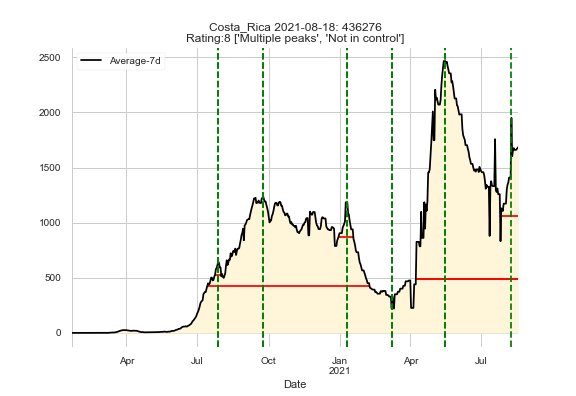 Costa_Rica 2021-08-18: 436276
Rating:8 ['Multiple peaks', 'Not in control']
Average-7d
2500
2000
1500
1000
500
0
Apr
Jul
Oct
Jan
2021
Apr
Jul
Date